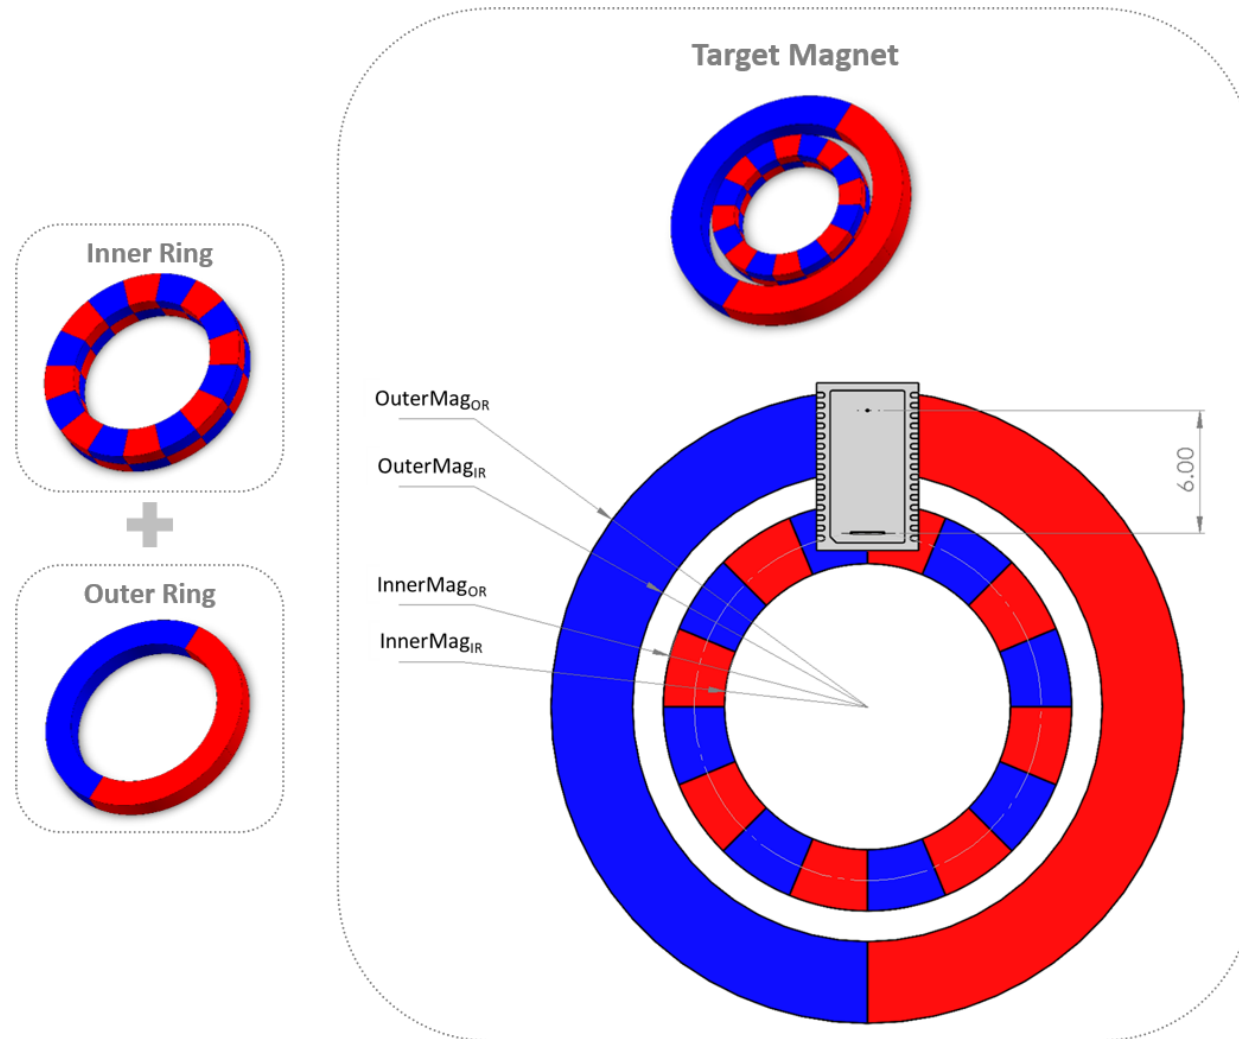 Target Magnet
Inner Ring
Outer Ring
OuterMagOR
OuterMagIR
InnerMagOR
InnerMagIR
6.00